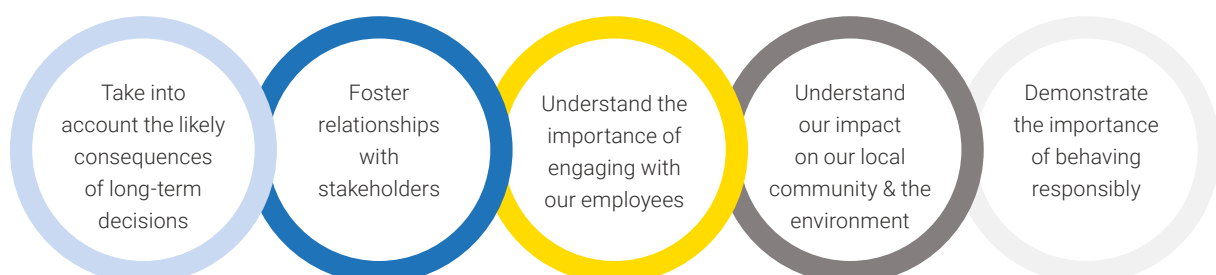 Take into
account the likely
consequences
of long-term
decisions
Foster
relationships
with
stakeholders
Understand the
importance of
engaging with
our employees
Understand
our impact
on our local
community & the
environment
Demonstrate
the importance
of behaving
responsibly